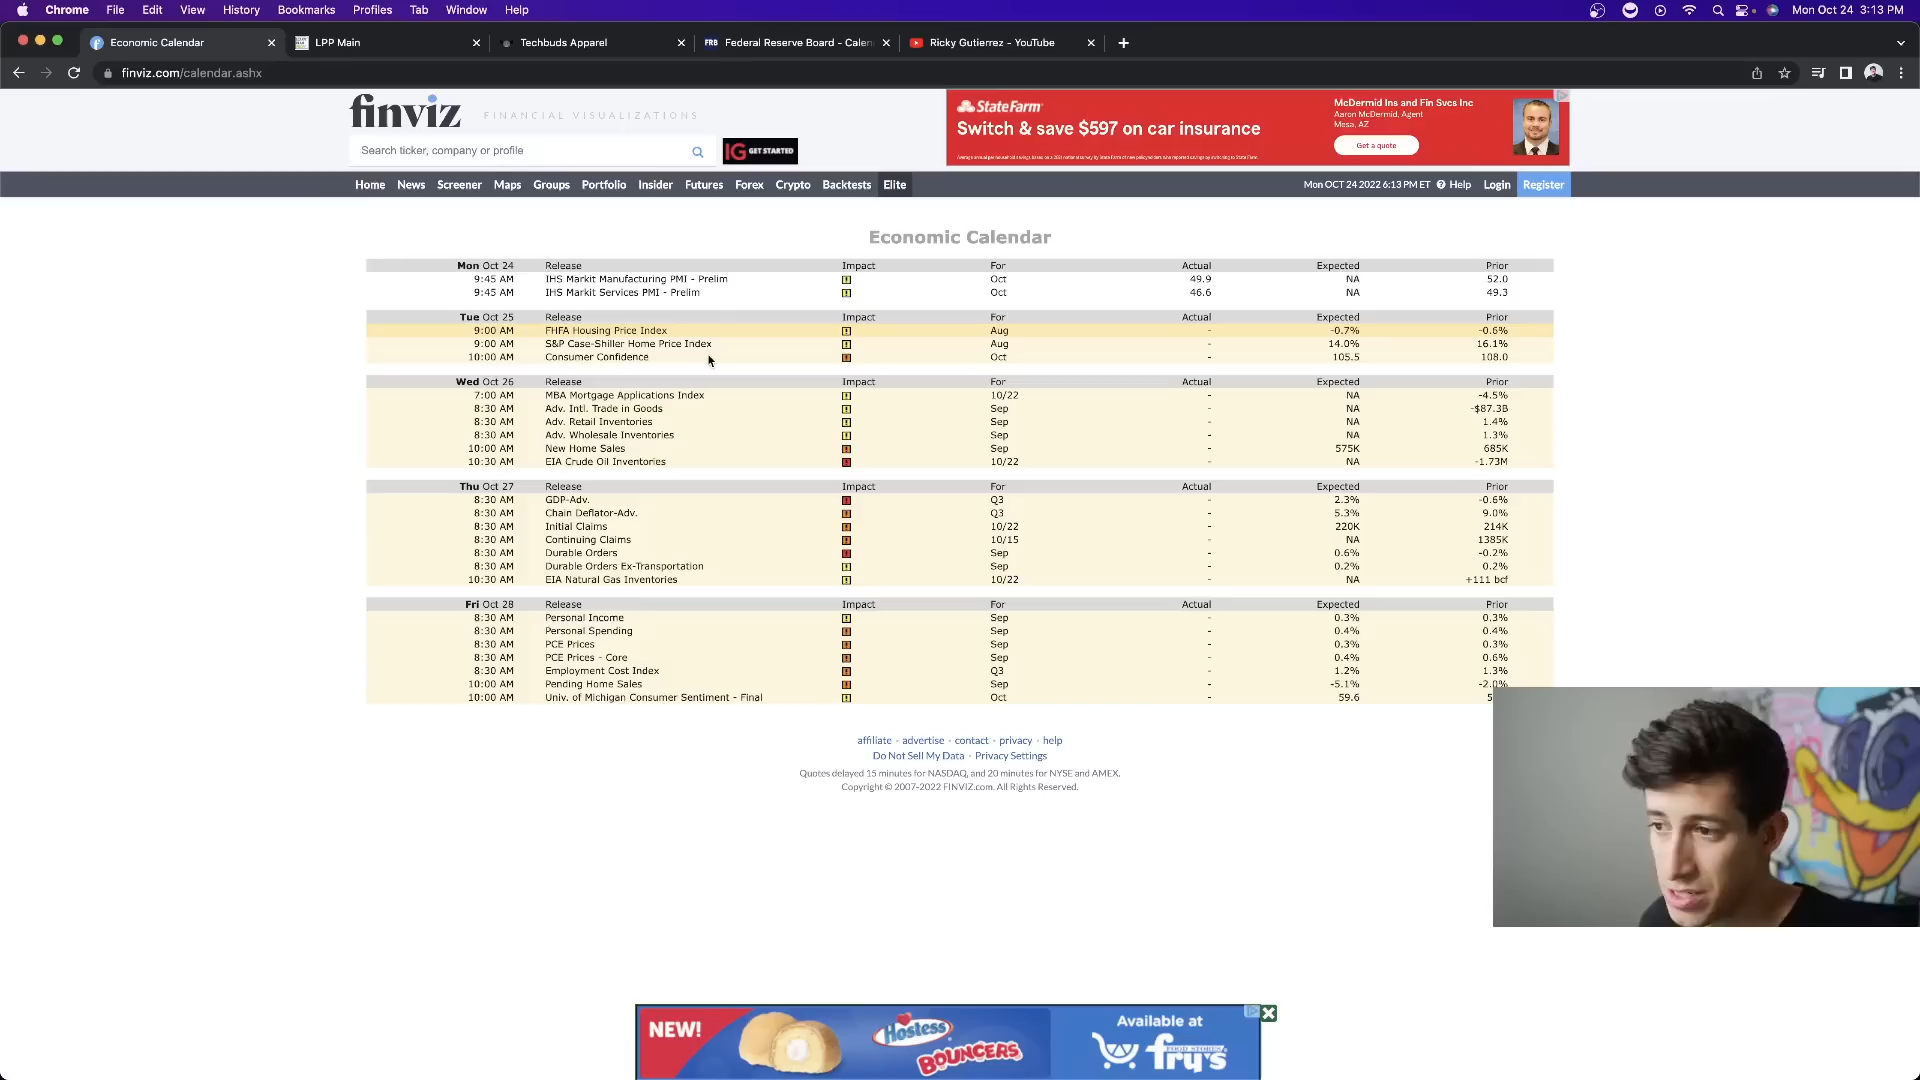 Chrome File Edit View History Bookmarks Profiles Tab Window Help Mon Oct 24 3:13 PM
Economic Calendar LPP Main Techbuds Apparel FRB Federal Reserve Board - Calen Ricky Gutierrez - YouTube
finviz.com/calendar.ashx
finviz FINANCIAL VISUALIZATIONS
Search ticker, company or profile
IG GET STARTED
StateFarm
Switch & save $597 on car insurance
McDermid Ins and Fin Svcs Inc
Aaron McDermid, Agent
Mesa, AZ
Get a quote
Home News Screener Maps Groups Portfolio Insider Futures Forex Crypto Backtests Elite Mon OCT 24 2022 6:13 PM ET Help Login Register
Economic Calendar
Mon Oct 24 Release Impact For Actual Expected Prior
9:45 AM IHS Markit Manufacturing PMI - Prelim Oct 49.9 NA 52.0
9:45 AM IHS Markit Services PMI - Prelim Oct 46.6 NA 49.3
Tue Oct 25 Release Impact For Actual Expected Prior
9:00 AM FHFA Housing Price Index Aug - -0.7% -0.6%
9:00 AM S&P Case-Shiller Home Price Index Aug - 14.0% 16.1%
10:00 AM Consumer Confidence Oct - 105.5 108.0
Wed Oct 26 Release Impact For Actual Expected Prior
7:00 AM MBA Mortgage Applications Index 10/22 - NA -4.5%
8:30 AM Adv. Intl. Trade in Goods Sep - NA -$87.3B
8:30 AM Adv. Retail Inventories Sep - NA 1.4%
8:30 AM Adv. Wholesale Inventories Sep - NA 1.3%
10:00 AM New Home Sales Sep - 575K 685K
10:30 AM EIA Crude Oil Inventories 10/22 - NA -1.73M
Thu Oct 27 Release Impact For Actual Expected Prior
8:30 AM GDP-Adv. Q3 - 2.3% -0.6%
8:30 AM Chain Deflator-Adv. Q3 - 5.3% 9.0%
8:30 AM Initial Claims 10/22 - 220K 214K
8:30 AM Continuing Claims 10/15 - NA 1385K
8:30 AM Durable Orders Sep - 0.6% -0.2%
8:30 AM Durable Orders Ex-Transportation Sep - 0.2% 0.2%
10:30 AM EIA Natural Gas Inventories 10/22 - NA +111 bcf
Fri Oct 28 Release Impact For Actual Expected Prior
8:30 AM Personal Income Sep - 0.3% 0.3%
8:30 AM Personal Spending Sep - 0.4% 0.4%
8:30 AM PCE Prices Sep - 0.3% 0.3%
8:30 AM PCE Prices - Core Sep - 0.4% 0.6%
8:30 AM Employment Cost Index Q3 - 1.2% 1.3%
10:00 AM Pending Home Sales Sep - -5.1% -2.0%
10:00 AM Univ. of Michigan Consumer Sentiment - Final Oct - 59.6 5
affiliate · advertise · contact · privacy · help
Do Not Sell My Data · Privacy Settings
Quotes delayed 15 minutes for NASDAQ, and 20 minutes for NYSE and AMEX.
Copyright © 2007-2022 FINVIZ.com. All Rights Reserved.
NEW!
Hostess
BOUNCERS
Available at
fry's
FOOD STORES